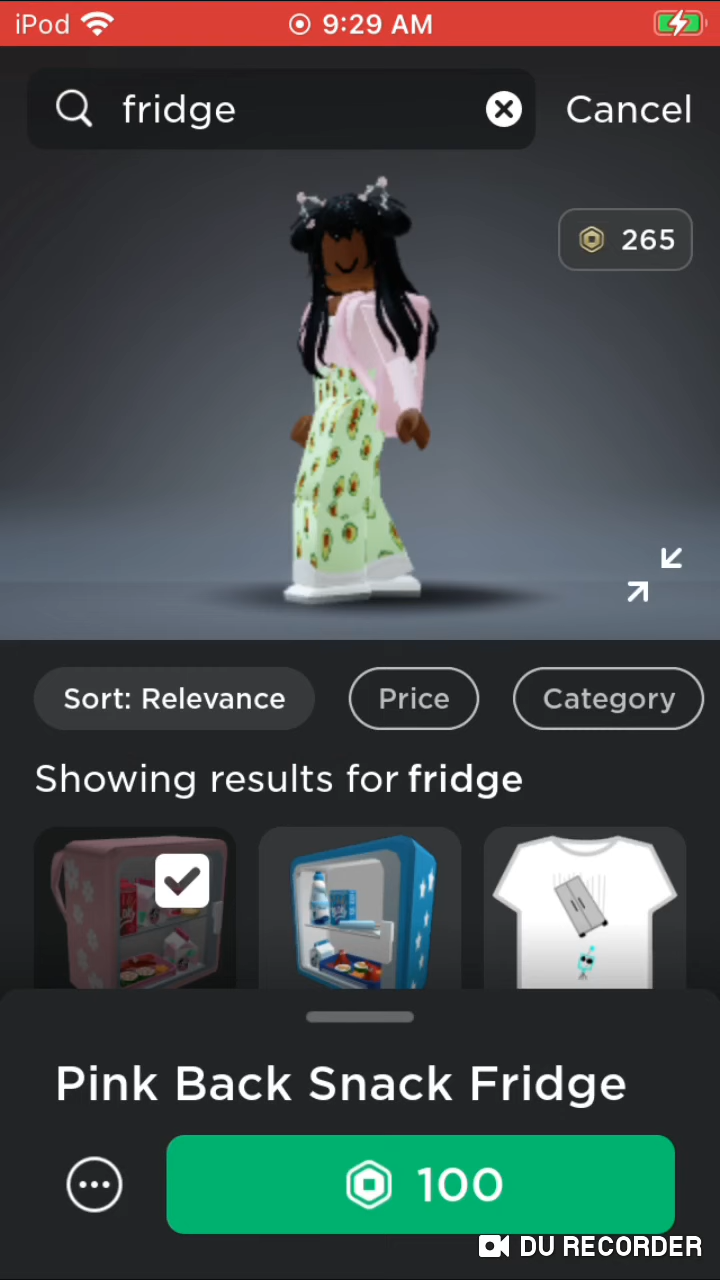 iPod 9:29 AM
fridge Cancel
265
Sort: Relevance Price Category
Showing results for fridge
Pink Back Snack Fridge
100
DU RECORDER